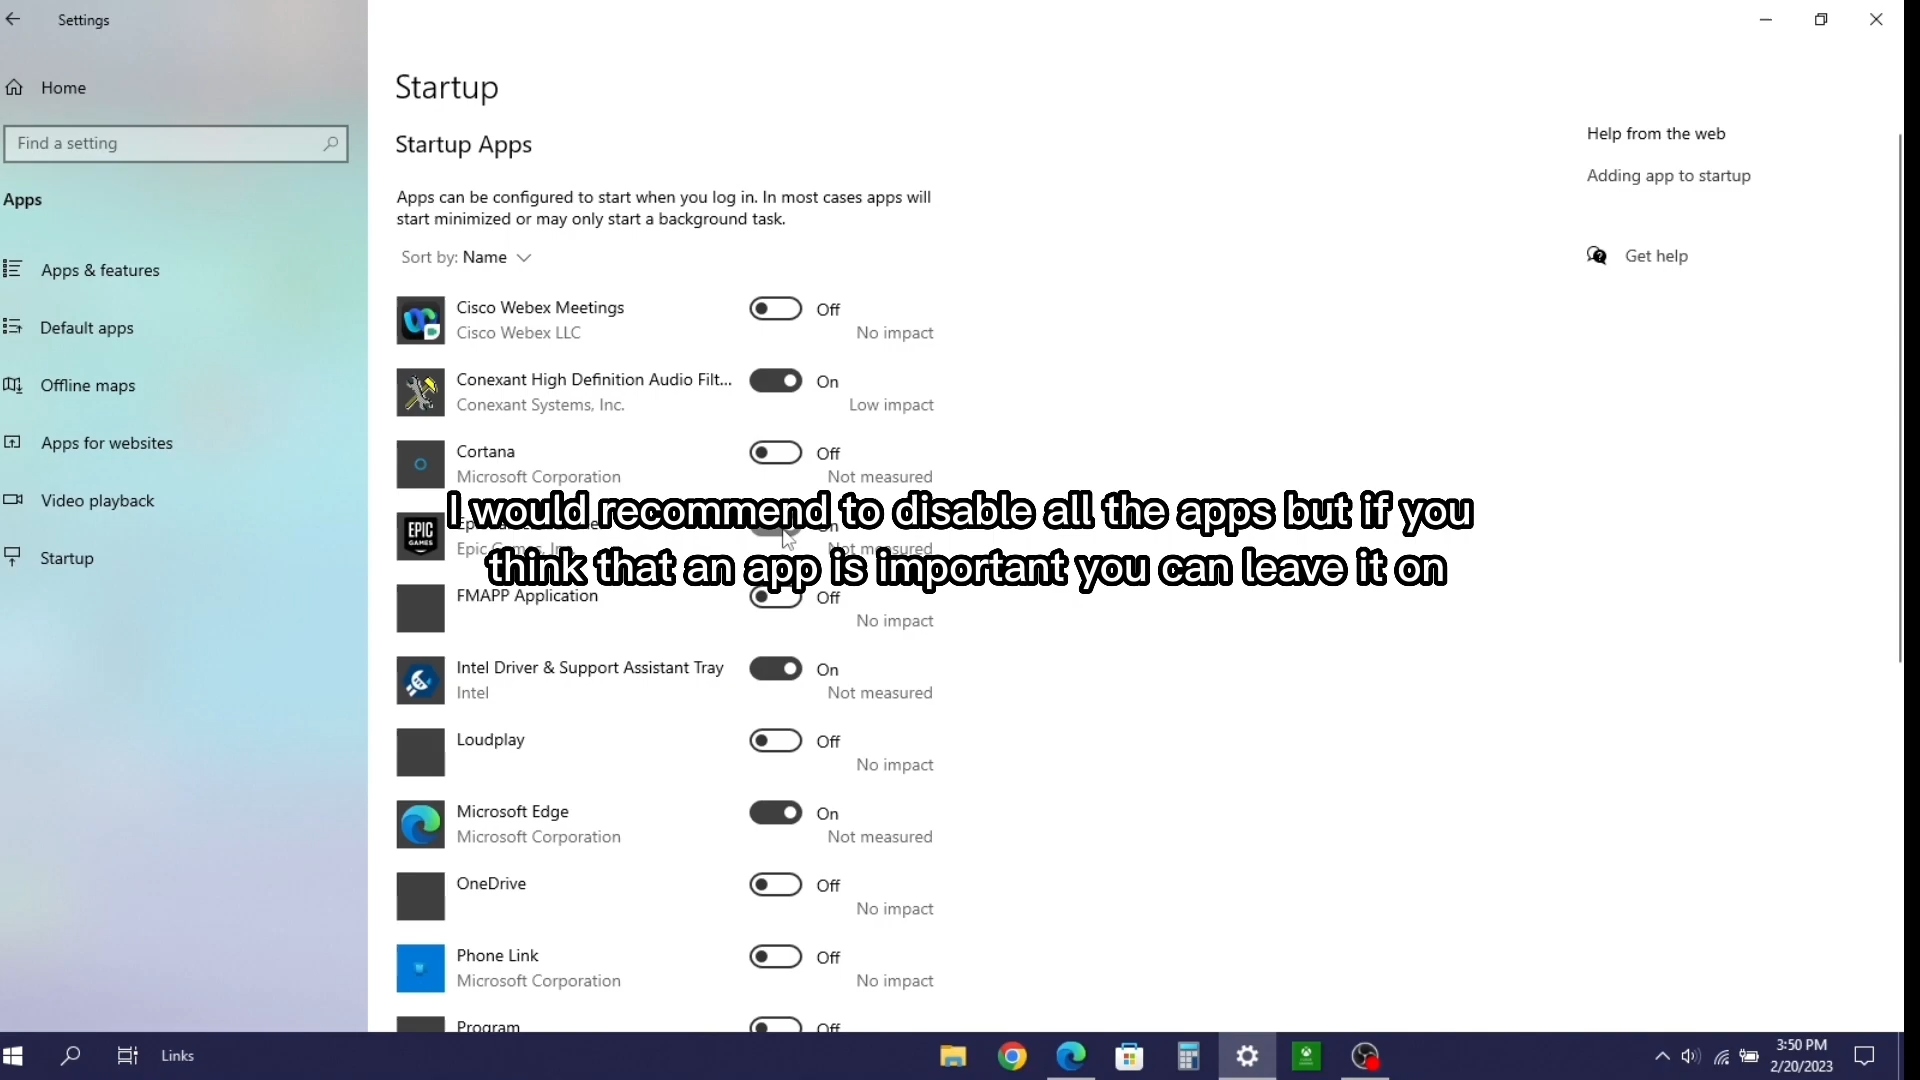 Settings
Home
Find a setting
Apps
Apps & features
Default apps
Offline maps
Apps for websites
Video playback
Startup
Startup
Startup Apps
Apps can be configured to start when you log in. In most cases apps will
start minimized or may only start a background task.
Sort by: Name
Cisco Webex Meetings
Off
Cisco Webex LLC
No impact
Conexant High Definition Audio Filt...
On
Conexant Systems, Inc.
Low impact
Cortana
Off
Microsoft Corporation
Not measured
I would recommend to disable all the apps but if you
think that an app is important you can leave it on
EPIC
GAMES
On
Epic Games, Inc.
Not measured
FMAPP Application
Off
No impact
Intel Driver & Support Assistant Tray
On
Intel
Not measured
Loudplay
Off
No impact
Microsoft Edge
On
Microsoft Corporation
Not measured
OneDrive
Off
No impact
Phone Link
Off
Microsoft Corporation
No impact
Program
Off
Help from the web
Adding app to startup
Get help
Links
3:50 PM
2/20/2023